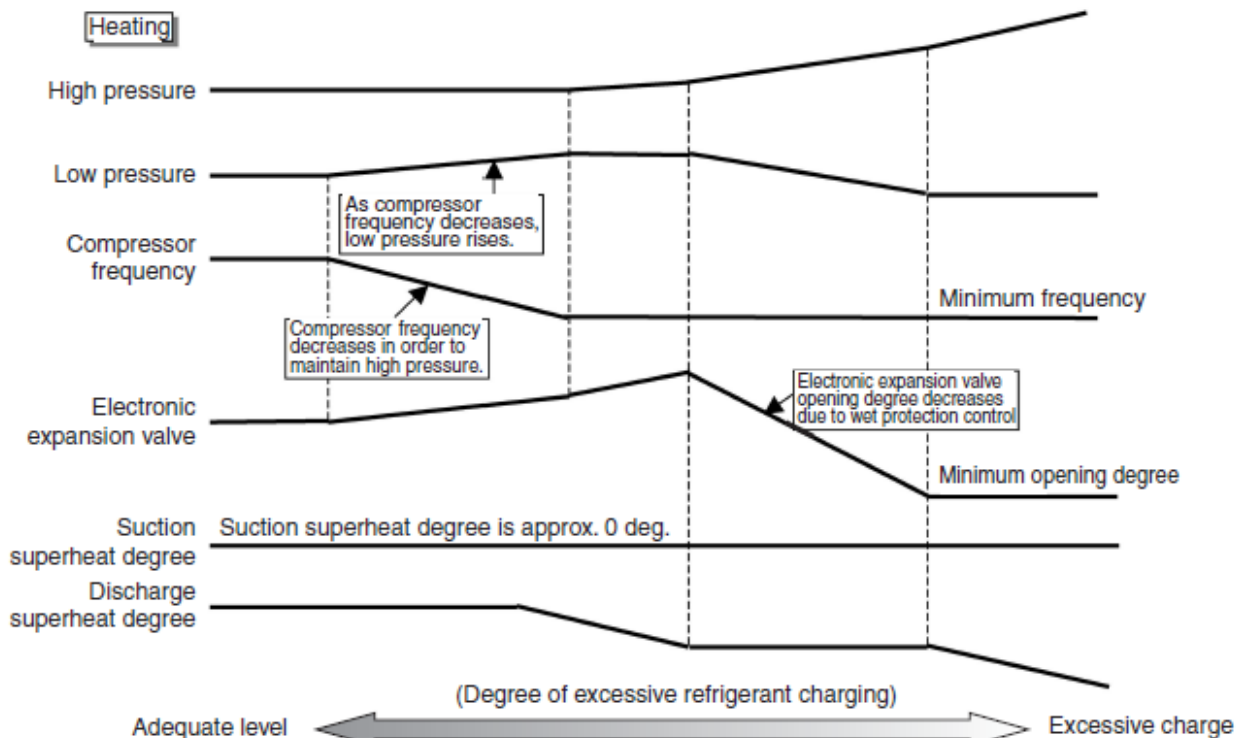 Heating
High pressure
Low pressure
As compressor
frequency decreases,
low pressure rises.
Compressor
frequency
Minimum frequency
Compressor frequency
decreases in order to
maintain high pressure.
Electronic expansion valve
opening degree decreases
due to wet protection control
Electronic
expansion valve
Minimum opening degree
Suction
superheat degree
Suction superheat degree is approx. 0 deg.
Discharge
superheat degree
(Degree of excessive refrigerant charging)
Adequate level
Excessive charge